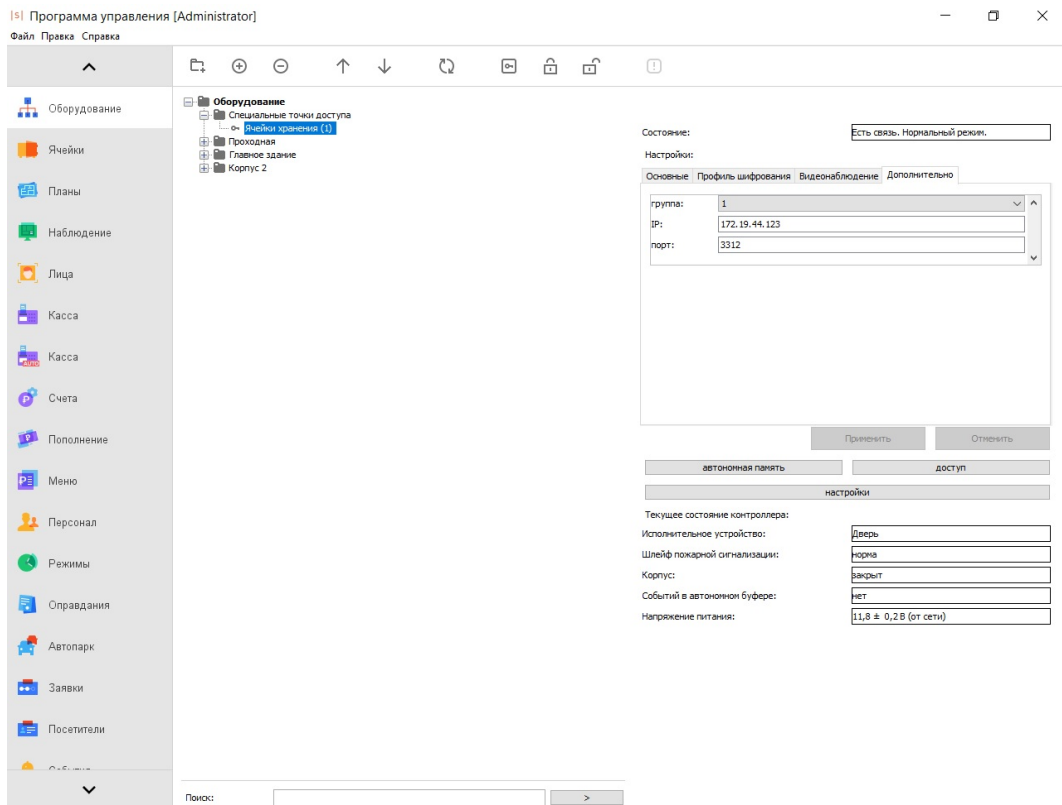 |s| Программа управления [Administrator]
Файл Правка Справка
Оборудование
Ячейки
Планы
Наблюдение
Лица
Касса
AUTO
Касса
Счета
Пополнение
Меню
Персонал
Режимы
Оправдания
Автопарк
Заявки
Посетители
Оборудование
Специальные точки доступа
Ячейки хранения (1)
Проходная
Главное здание
Корпус 2
Поиск:
>
Состояние: Есть связь. Нормальный режим.
Настройки:
Основные Профиль шифрования Видеонаблюдение Дополнительно
группа: 1
IP: 172.19.44.123
порт: 3312
Применить Отменить
автономная память доступ
настройки
Текущее состояние контроллера:
Исполнительное устройство: Дверь
Шлейф пожарной сигнализации: норма
Корпус: закрыт
Событий в автономном буфере: нет
Напряжение питания: 11,8 ± 0,2 В (от сети)